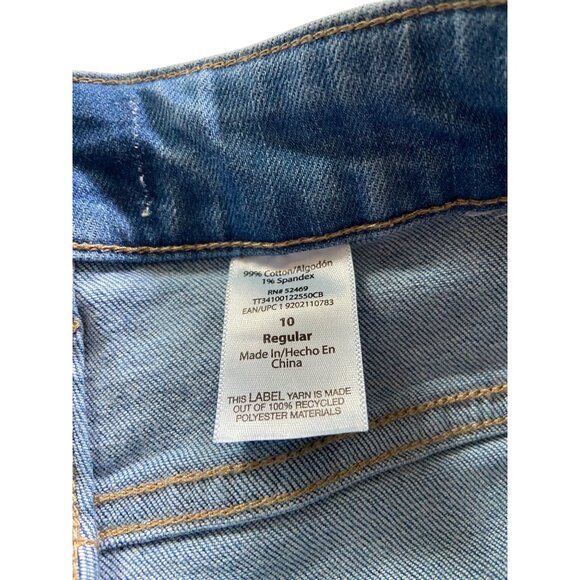 99% Cotton/Algodón
1% Spandex
RN# 52469
TT34100122550CB
EAN/UPC 1 9202110783
10
Regular
Made In/Hecho En
China
THIS LABEL YARN IS MADE
OUT OF 100% RECYCLED
POLYESTER MATERIALS